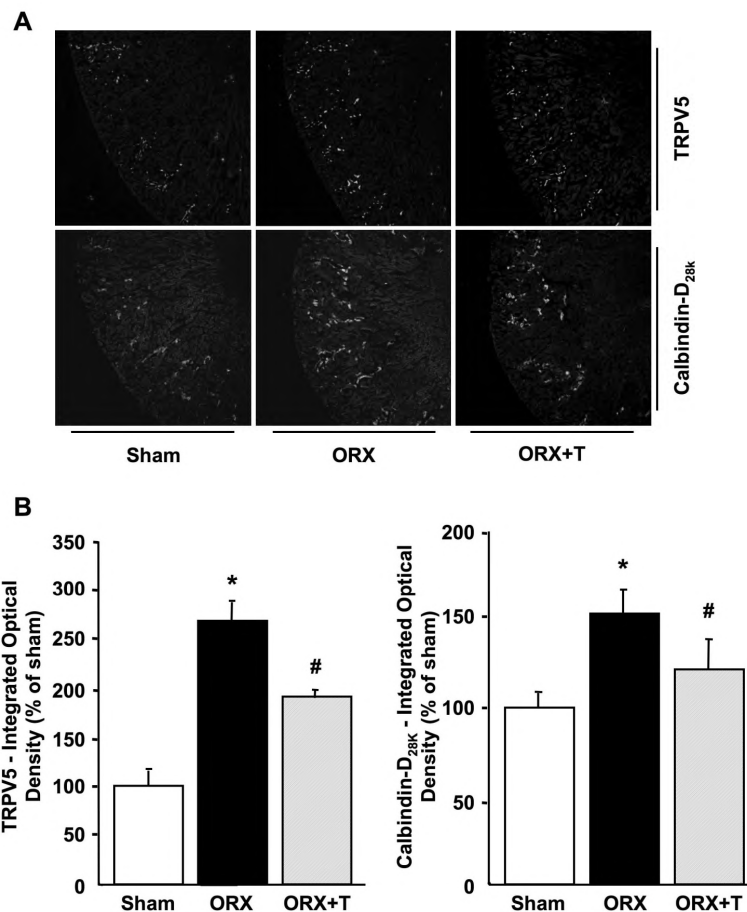 A
TRPV5
Calbindin-D28k
Sham ORX ORX+T
B
TRPV5 - Integrated Optical
Density (% of sham)
350
300
250
200
150
100
50
0
*
#
Sham ORX ORX+T
Calbindin-D28K - Integrated Optical
Density (% of sham)
200
150
100
50
0
*
#
Sham ORX ORX+T